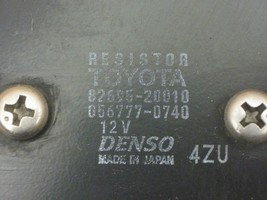 RESISTOR
TOYOTA
82695-20010
056777-0740
12V
DENSO
MADE IN JAPAN 4ZU